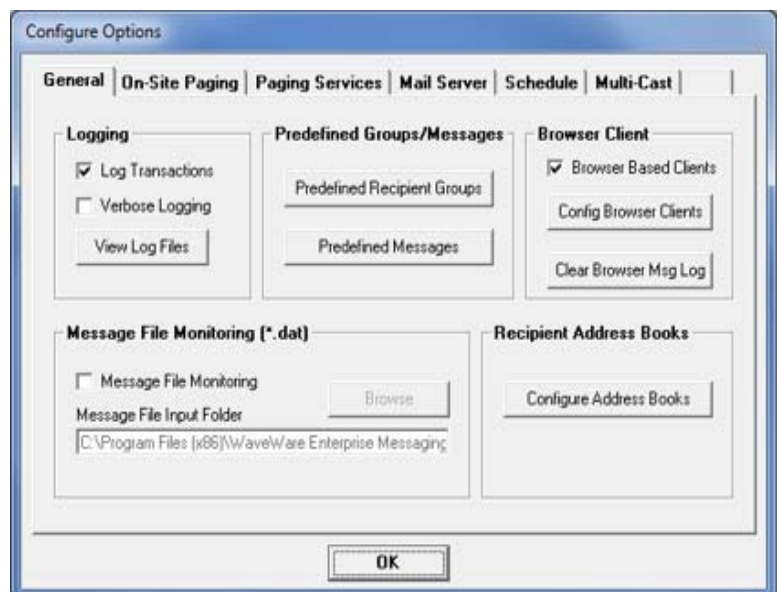 Configure Options
General On-Site Paging Paging Services Mail Server Schedule Multi-Cast
Logging
Log Transactions
Verbose Logging
View Log Files
Predefined Groups/Messages
Predefined Recipient Groups
Predefined Messages
Browser Client
Browser Based Clients
Config Browser Clients
Clear Browser Msg Log
Message File Monitoring (*.dat)
Message File Monitoring
Browse
Message File Input Folder
C:\Program Files (x86)\WaveWare Enterprise Messaging
Recipient Address Books
Configure Address Books
OK